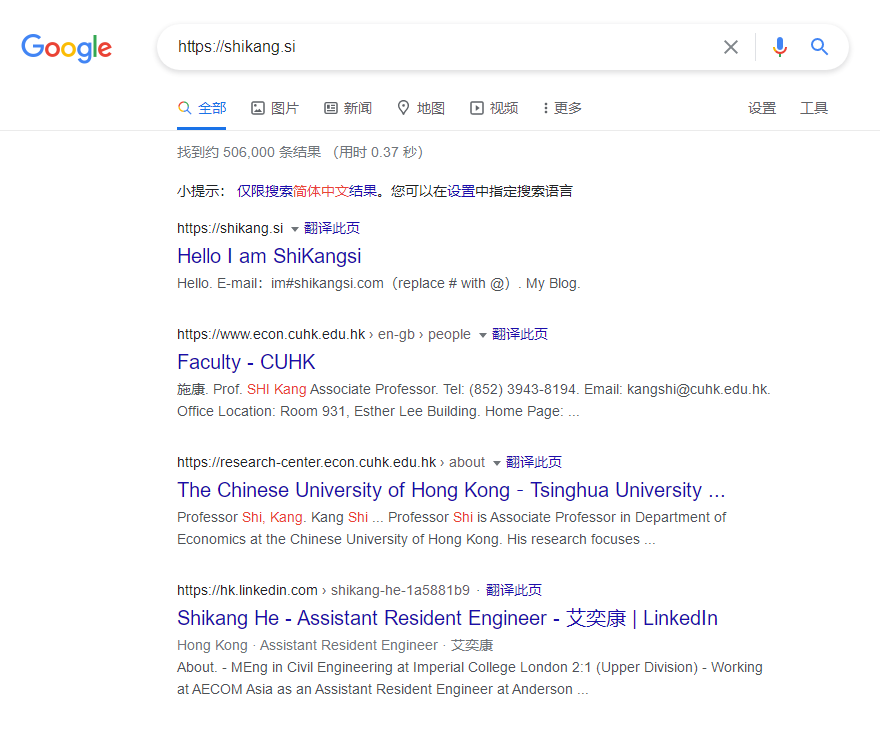 Google
https://shikang.si
全部 图片 新闻 地图 视频 更多 设置 工具
找到约 506,000 条结果 （用时 0.37 秒）
小提示： 仅限搜索简体中文结果。您可以在设置中指定搜索语言
https://shikang.si 翻译此页
Hello I am ShiKangsi
Hello. E-mail：im#shikangsi.com（replace # with @）. My Blog.
https://www.econ.cuhk.edu.hk › en-gb › people 翻译此页
Faculty - CUHK
施康. Prof. SHI Kang Associate Professor. Tel: (852) 3943-8194. Email: kangshi@cuhk.edu.hk.
Office Location: Room 931, Esther Lee Building. Home Page: ...
https://research-center.econ.cuhk.edu.hk › about 翻译此页
The Chinese University of Hong Kong - Tsinghua University ...
Professor Shi, Kang. Kang Shi ... Professor Shi is Associate Professor in Department of
Economics at the Chinese University of Hong Kong. His research focuses ...
https://hk.linkedin.com › shikang-he-1a5881b9 · 翻译此页
Shikang He - Assistant Resident Engineer - 艾奕康 | LinkedIn
Hong Kong · Assistant Resident Engineer · 艾奕康
About. - MEng in Civil Engineering at Imperial College London 2:1 (Upper Division) - Working
at AECOM Asia as an Assistant Resident Engineer at Anderson ...